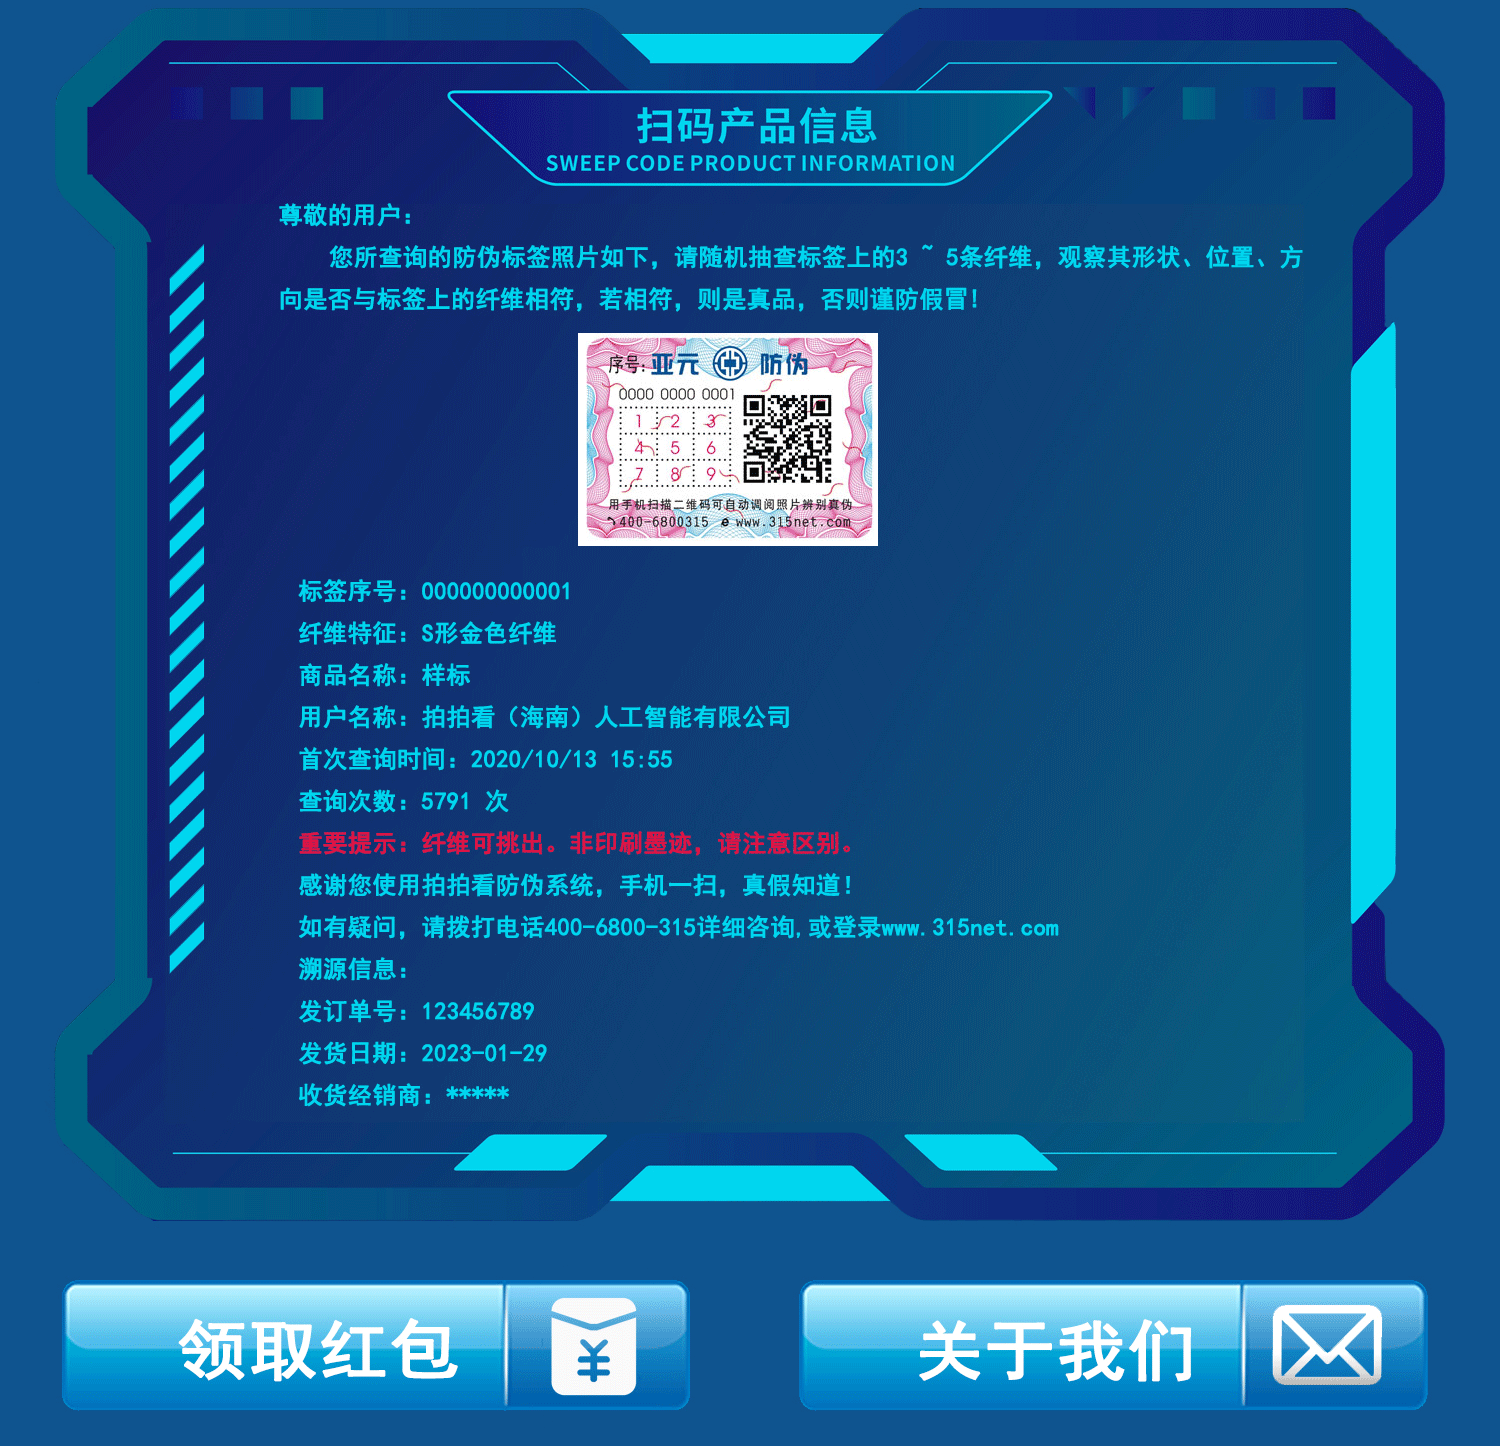 扫码产品信息
SWEEP CODE PRODUCT INFORMATION
尊敬的用户：
您所查询的防伪标签照片如下，请随机抽查标签上的3 ~ 5条纤维，观察其形状、位置、方
向是否与标签上的纤维相符，若相符，则是真品，否则谨防假冒！
序号: 亚元 防伪
0000 0000 0001
1 2 3
4 5 6
7 8 9
用手机扫描二维码可自动调阅照片辨别真伪
400-6800315 www.315net.com
标签序号：000000000001
纤维特征：S形金色纤维
商品名称：样标
用户名称：拍拍看（海南）人工智能有限公司
首次查询时间：2020/10/13 15:55
查询次数：5791 次
重要提示：纤维可挑出。非印刷墨迹，请注意区别。
感谢您使用拍拍看防伪系统，手机一扫，真假知道！
如有疑问，请拨打电话400-6800-315详细咨询,或登录www.315net.com
溯源信息：
发订单号：123456789
发货日期：2023-01-29
收货经销商：*****
领取红包
关于我们